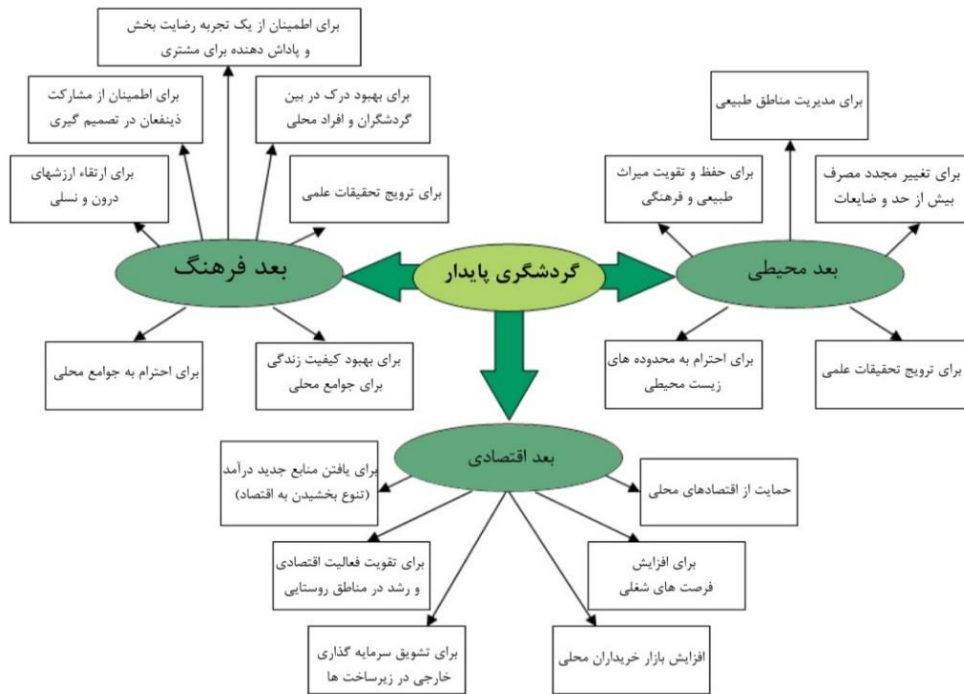 برای اطمینان از یک تجربه رضایت بخش
و پاداش دهنده برای مشتری
برای مدیریت مناطق طبیعی
برای بهبود درک در بین
گردشگران و افراد محلی
برای اطمینان از مشارکت
ذینفعان در تصمیم گیری
برای تغییر مجدد مصرف
بیش از حد و ضایعات
برای حفظ و تقویت میراث
طبیعی و فرهنگی
برای ترویج تحقیقات علمی
برای ارتقاء ارزشهای
درون و نسلی
بعد محیطی
گردشگری پایدار
بعد فرهنگ
برای ترویج تحقیقات علمی
برای احترام به محدوده های
زیست محیطی
برای بهبود کیفیت زندگی
برای جوامع محلی
برای احترام به جوامع محلی
بعد اقتصادی
حمایت از اقتصادهای محلی
برای یافتن منابع جدید درآمد
(تنوع بخشیدن به اقتصاد)
برای افزایش
فرصت های شغلی
برای تقویت فعالیت اقتصادی
و رشد در مناطق روستایی
افزایش بازار خریداران محلی
برای تشویق سرمایه گذاری
خارجی در زیرساخت ها